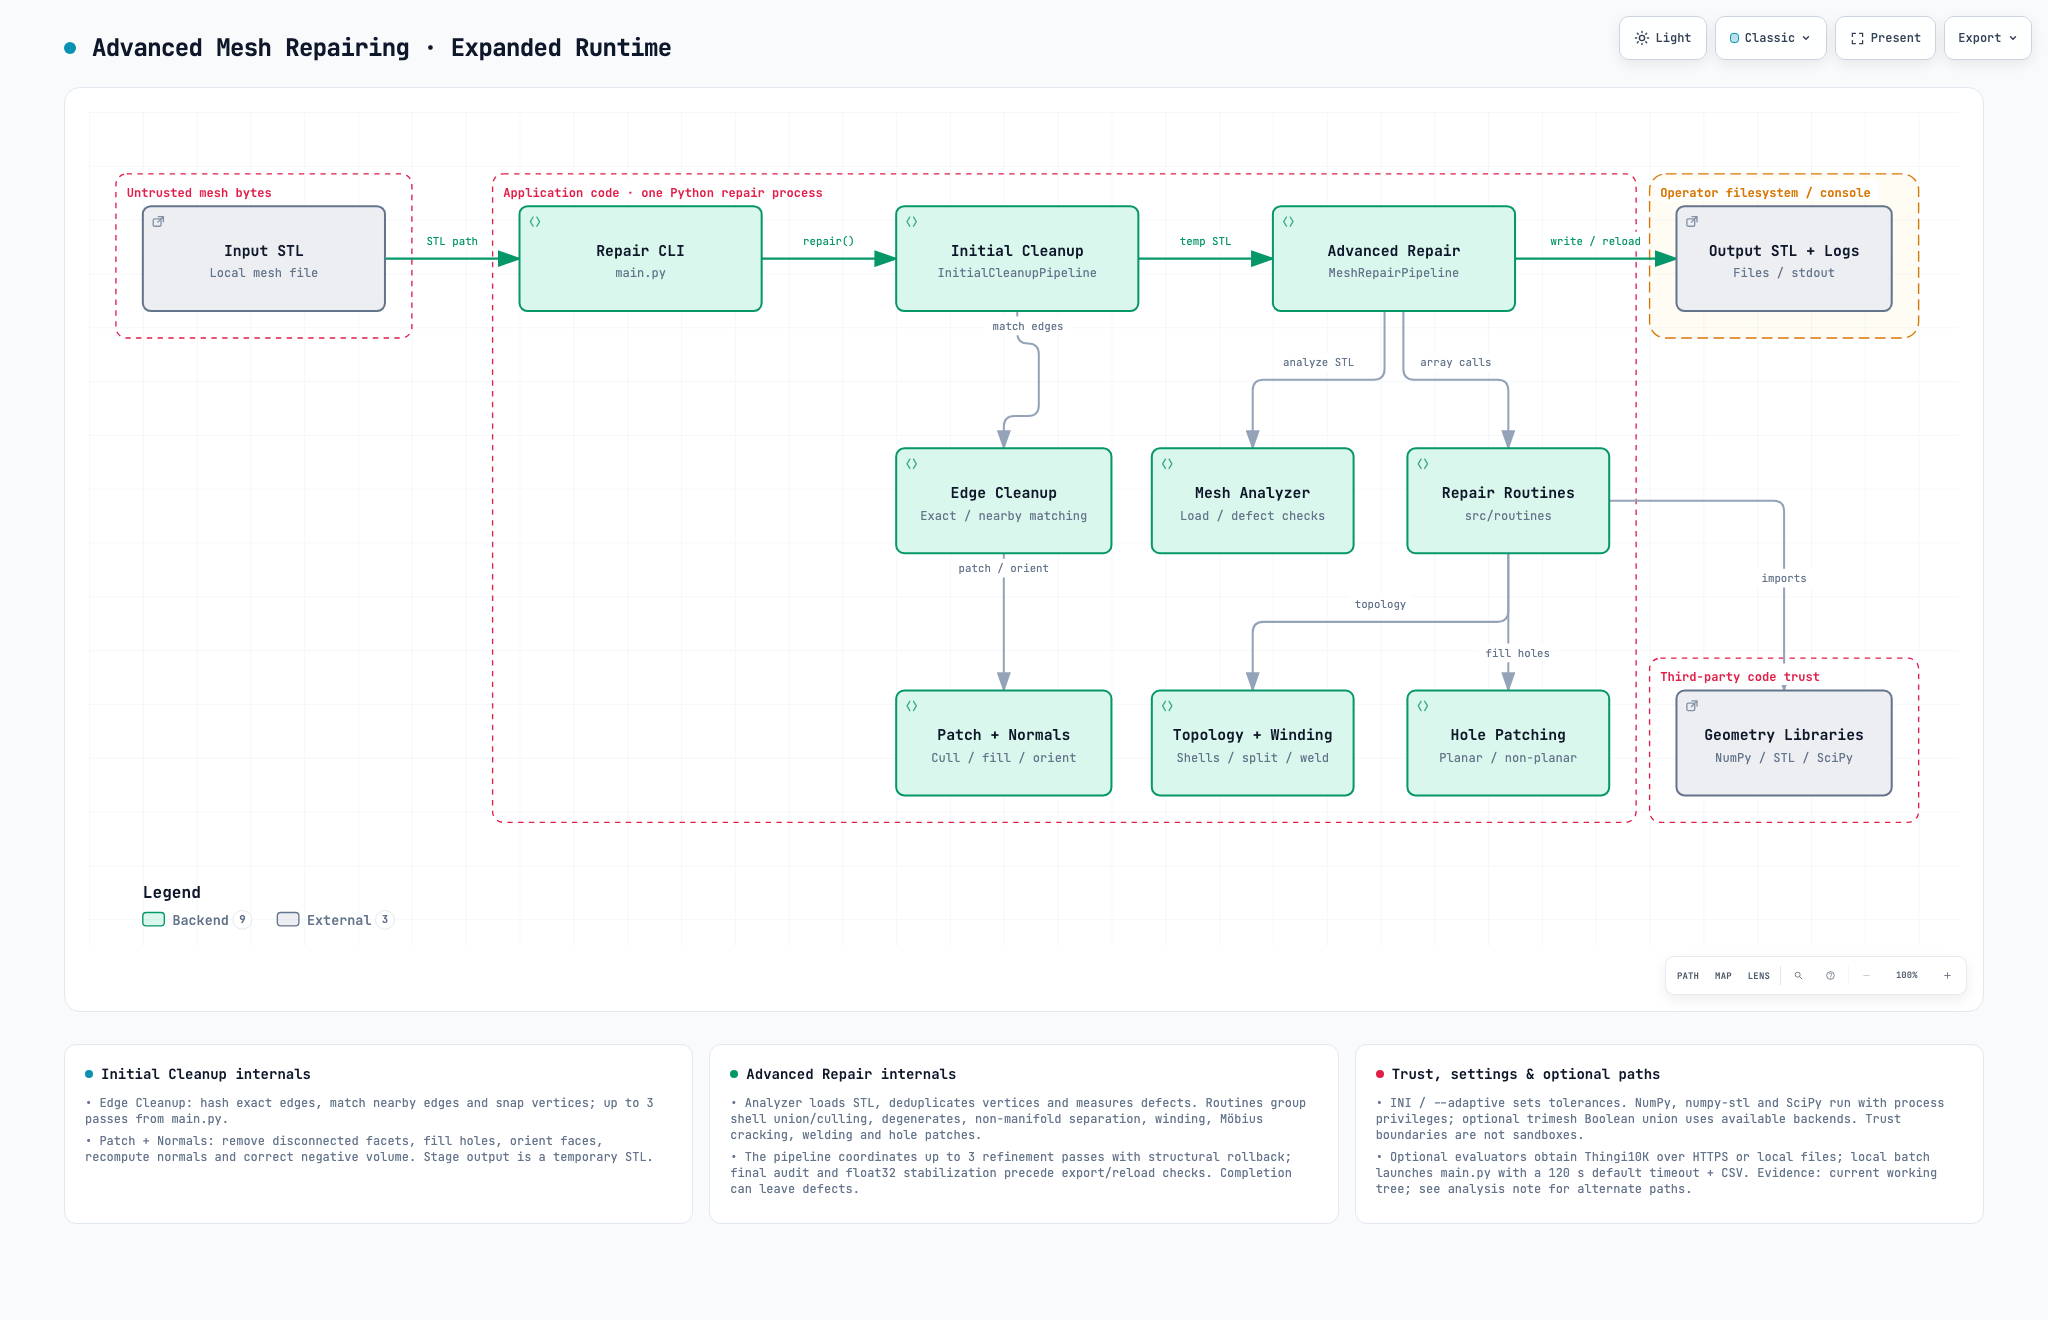 Advanced Mesh Repairing · Expanded Runtime
Light
Classic
Present
Export
Untrusted mesh bytes
Application code · one Python repair process
Operator filesystem / console
Input STL
Local mesh file
STL path
Repair CLI
main.py
repair()
Initial Cleanup
InitialCleanupPipeline
temp STL
Advanced Repair
MeshRepairPipeline
write / reload
Output STL + Logs
Files / stdout
match edges
analyze STL
array calls
Edge Cleanup
Exact / nearby matching
Mesh Analyzer
Load / defect checks
Repair Routines
src/routines
patch / orient
topology
fill holes
imports
Third-party code trust
Patch + Normals
Cull / fill / orient
Topology + Winding
Shells / split / weld
Hole Patching
Planar / non-planar
Geometry Libraries
NumPy / STL / SciPy
Legend
Backend 9
External 3
PATH MAP LENS − 100% +
Initial Cleanup internals
• Edge Cleanup: hash exact edges, match nearby edges and snap vertices; up to 3
passes from main.py.
• Patch + Normals: remove disconnected facets, fill holes, orient faces,
recompute normals and correct negative volume. Stage output is a temporary STL.
Advanced Repair internals
• Analyzer loads STL, deduplicates vertices and measures defects. Routines group
shell union/culling, degenerates, non-manifold separation, winding, Möbius
cracking, welding and hole patches.
• The pipeline coordinates up to 3 refinement passes with structural rollback;
final audit and float32 stabilization precede export/reload checks. Completion
can leave defects.
Trust, settings & optional paths
• INI / --adaptive sets tolerances. NumPy, numpy-stl and SciPy run with process
privileges; optional trimesh Boolean union uses available backends. Trust
boundaries are not sandboxes.
• Optional evaluators obtain Thingi10K over HTTPS or local files; local batch
launches main.py with a 120 s default timeout + CSV. Evidence: current working
tree; see analysis note for alternate paths.